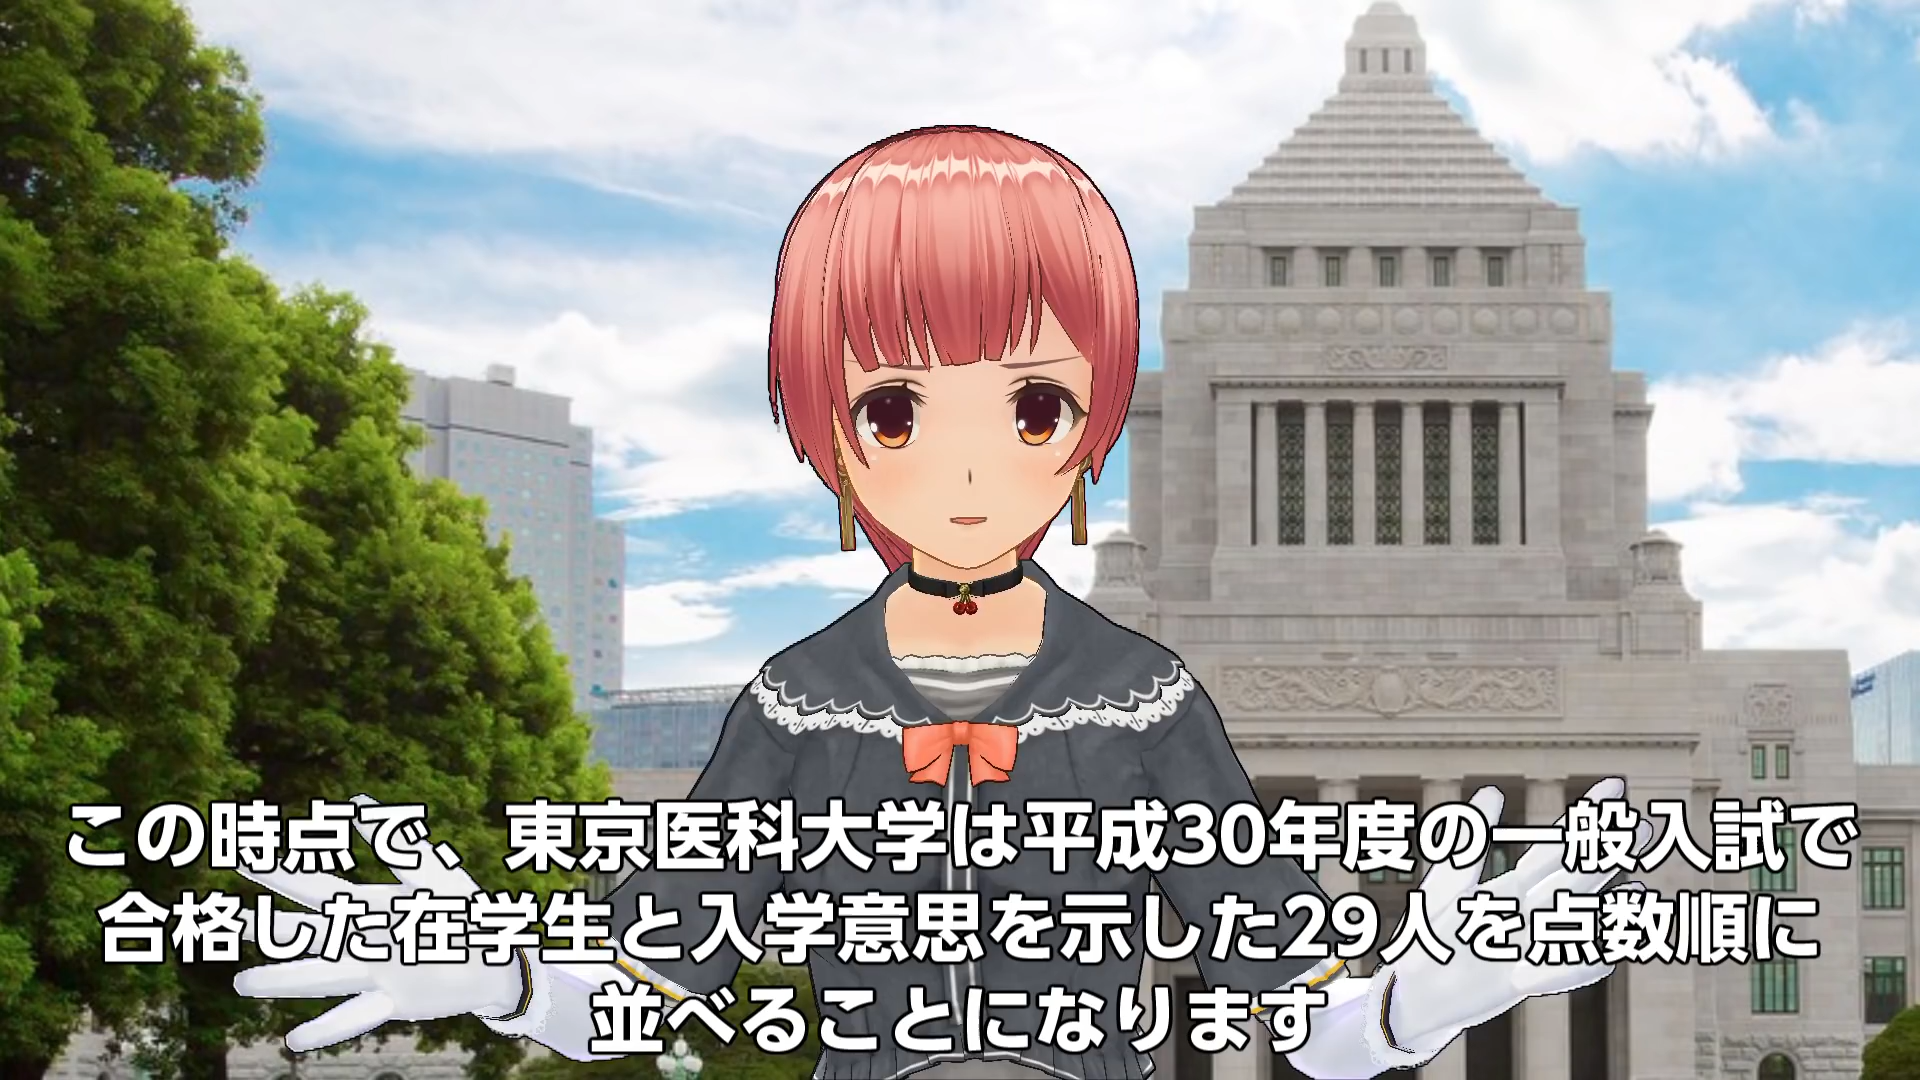 この時点で、東京医科大学は平成30年度の一般入試で
合格した在学生と入学意思を示した29人を点数順に
並べることになります